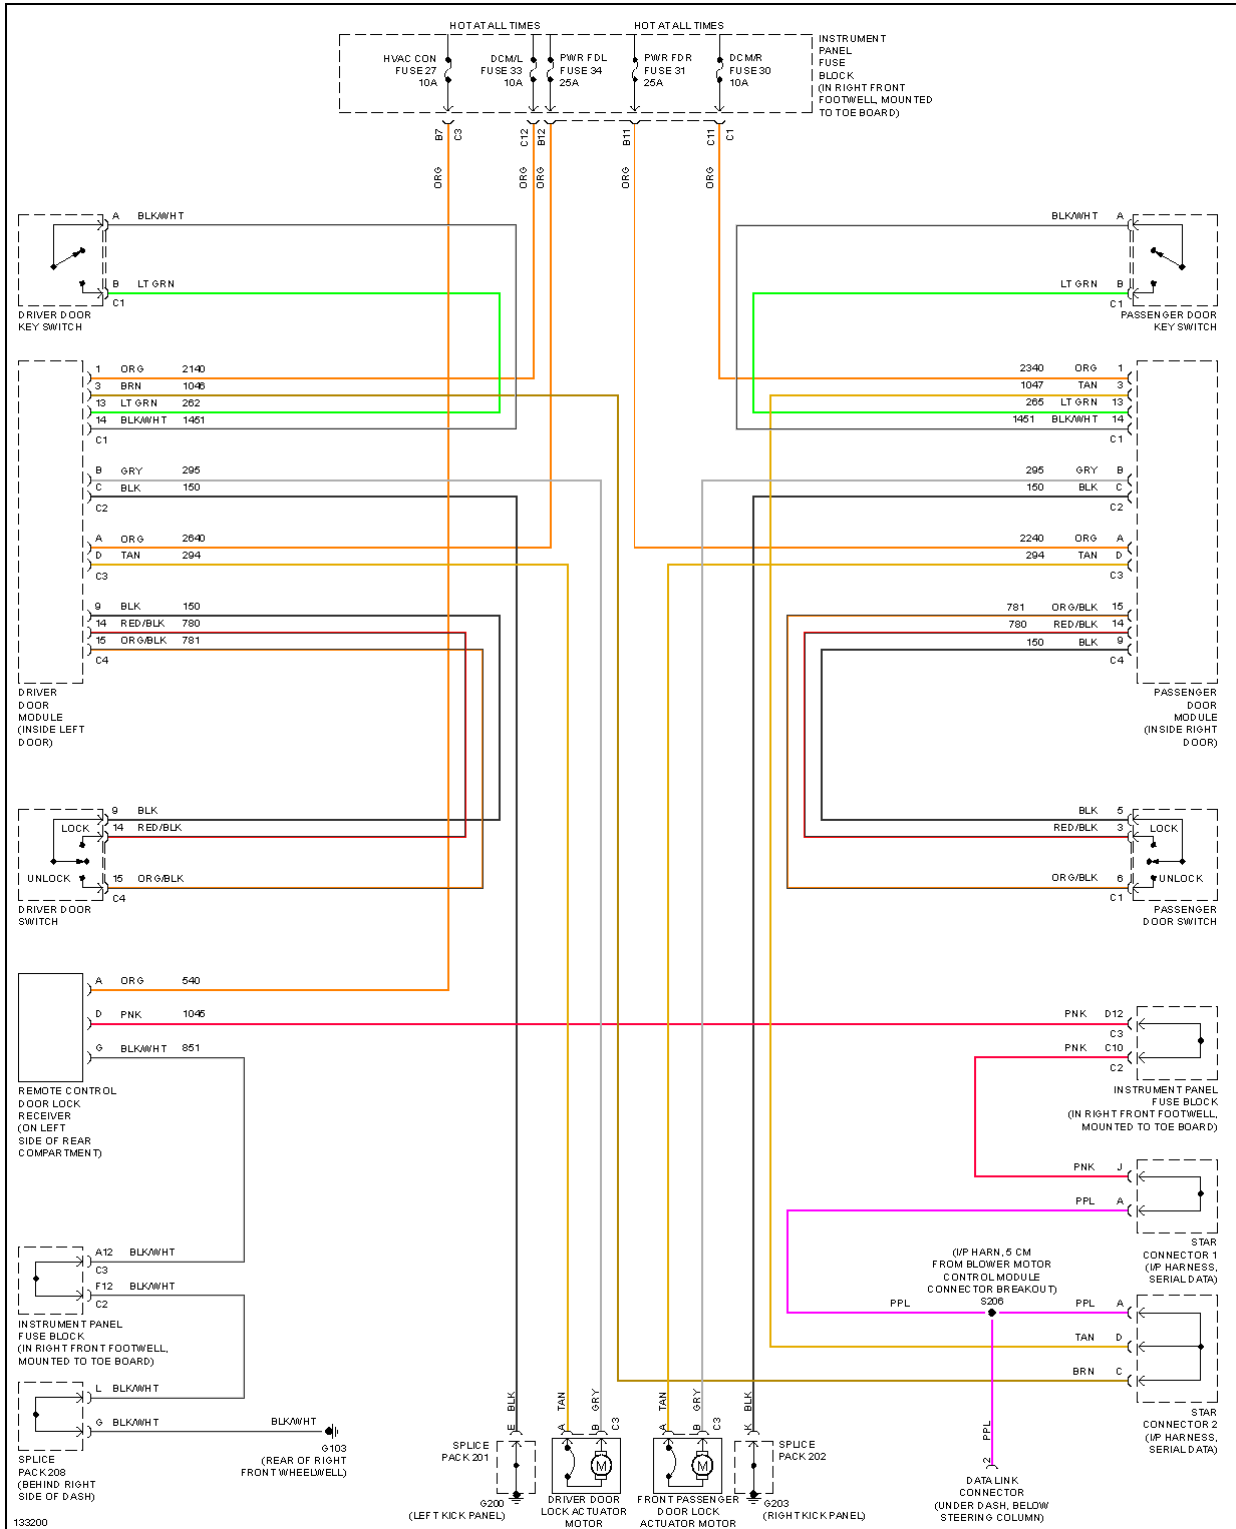 HOT AT ALL TIMES
HOT AT ALL TIMES
HVAC CON
FUSE 27
10A
DCM/L
FUSE 33
10A
PWR FDL
FUSE 34
25A
PWR FDR
FUSE 31
25A
DCM/R
FUSE 30
10A
INSTRUMENT
PANEL
FUSE
BLOCK
(IN RIGHT FRONT
FOOTWELL, MOUNTED
TO TOE BOARD)
B7 C3 C12 B12 B11 C11 C1
ORG ORG ORG ORG ORG
A BLK/WHT
B LT GRN
C1
DRIVER DOOR
KEY SWITCH
BLK/WHT A
LT GRN B
C1
PASSENGER DOOR
KEY SWITCH
1 ORG 2140
3 BRN 1046
13 LT GRN 262
14 BLK/WHT 1451
C1
B GRY 295
C BLK 150
C2
A ORG 2640
D TAN 294
C3
9 BLK 150
14 RED/BLK 780
15 ORG/BLK 781
C4
DRIVER
DOOR
MODULE
(INSIDE LEFT
DOOR)
2340 ORG 1
1047 TAN 3
265 LT GRN 13
1451 BLK/WHT 14
C1
295 GRY B
150 BLK C
C2
2240 ORG A
294 TAN D
C3
781 ORG/BLK 15
780 RED/BLK 14
150 BLK 9
C4
PASSENGER
DOOR
MODULE
(INSIDE RIGHT
DOOR)
9 BLK
LOCK 14 RED/BLK
UNLOCK 15 ORG/BLK
C4
DRIVER DOOR
SWITCH
BLK 5
RED/BLK 3 LOCK
ORG/BLK 6 UNLOCK
C1
PASSENGER
DOOR SWITCH
A ORG 540
D PNK 1045
G BLK/WHT 851
REMOTE CONTROL
DOOR LOCK
RECEIVER
(ON LEFT
SIDE OF REAR
COMPARTMENT)
PNK D12
C3
PNK C10
C2
INSTRUMENT PANEL
FUSE BLOCK
(IN RIGHT FRONT FOOTWELL,
MOUNTED TO TOE BOARD)
PNK J
PPL A
STAR
CONNECTOR 1
(I/P HARNESS,
SERIAL DATA)
(I/P HARN, 5 CM
FROM BLOWER MOTOR
CONTROL MODULE
CONNECTOR BREAKOUT)
S206
PPL PPL A
TAN D
BRN C
STAR
CONNECTOR 2
(I/P HARNESS,
SERIAL DATA)
A12 BLK/WHT
C3
F12 BLK/WHT
C2
INSTRUMENT PANEL
FUSE BLOCK
(IN RIGHT FRONT FOOTWELL,
MOUNTED TO TOE BOARD)
L BLK/WHT
G BLK/WHT
SPLICE
PACK 208
(BEHIND RIGHT
SIDE OF DASH)
BLK/WHT
G103
(REAR OF RIGHT
FRONT WHEELWELL)
E BLK
A TAN
B GRY
C3
A TAN
B GRY
C3
K BLK
SPLICE
PACK 201
G200
(LEFT KICK PANEL)
DRIVER DOOR
LOCK ACTUATOR
MOTOR
M
M
FRONT PASSENGER
DOOR LOCK
ACTUATOR MOTOR
SPLICE
PACK 202
G203
(RIGHT KICK PANEL)
PPL
2
DATA LINK
CONNECTOR
(UNDER DASH, BELOW
STEERING COLUMN)
133200